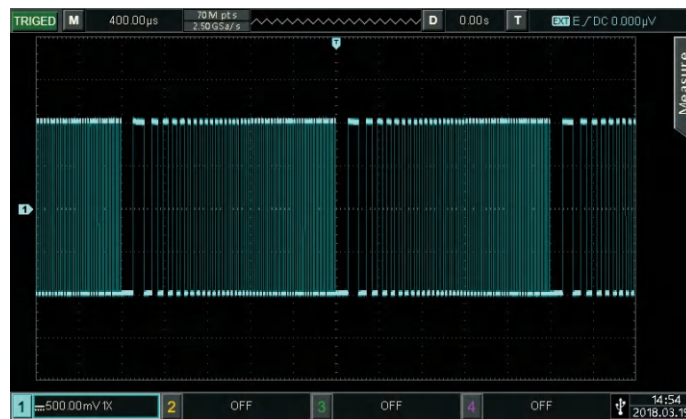 TRIGED M 400.00μs 70M pts 2.50GSa/s D 0.00s T EXT E DC 0.000μV
T
Measure
1
1 500.00mV 1X 2 OFF 3 OFF 4 OFF 14:54
2018.03.15